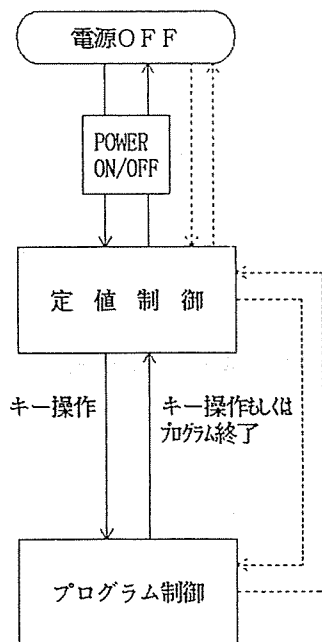 電源OFF
POWER
ON/OFF
定値制御
キー操作
キー操作もしくは
プログラム終了
プログラム制御